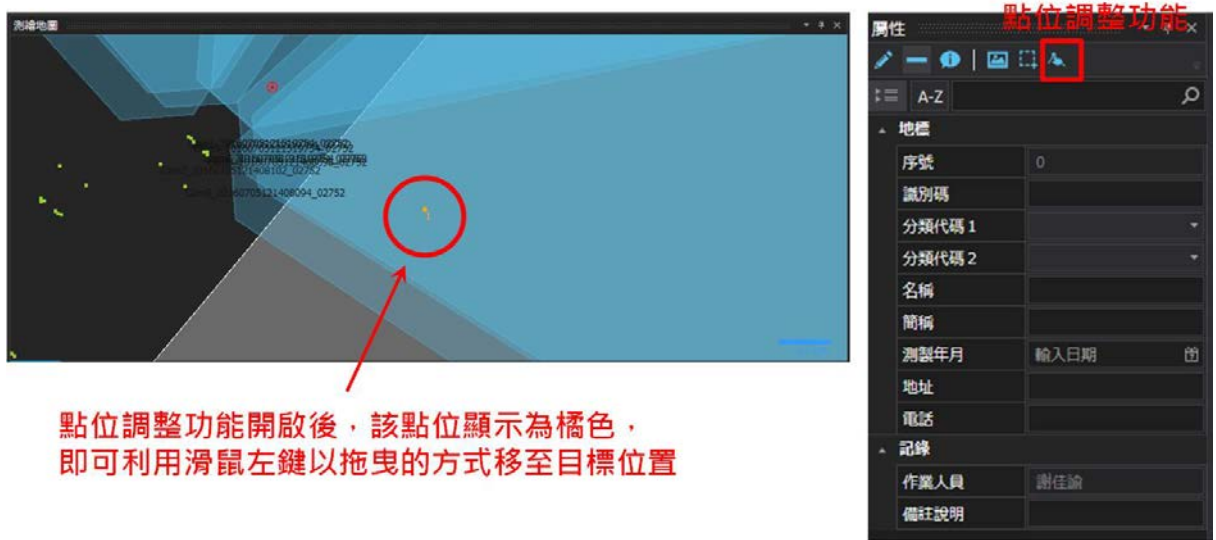 測繪地圖
點位調整功能
屬性
A-Z
地標
序號 0
識別碼
分類代碼 1
分類代碼 2
名稱
簡稱
測製年月 輸入日期
地址
電話
記錄
作業人員 謝佳諭
備註說明
點位調整功能開啟後，該點位顯示為橘色，
即可利用滑鼠左鍵以拖曳的方式移至目標位置